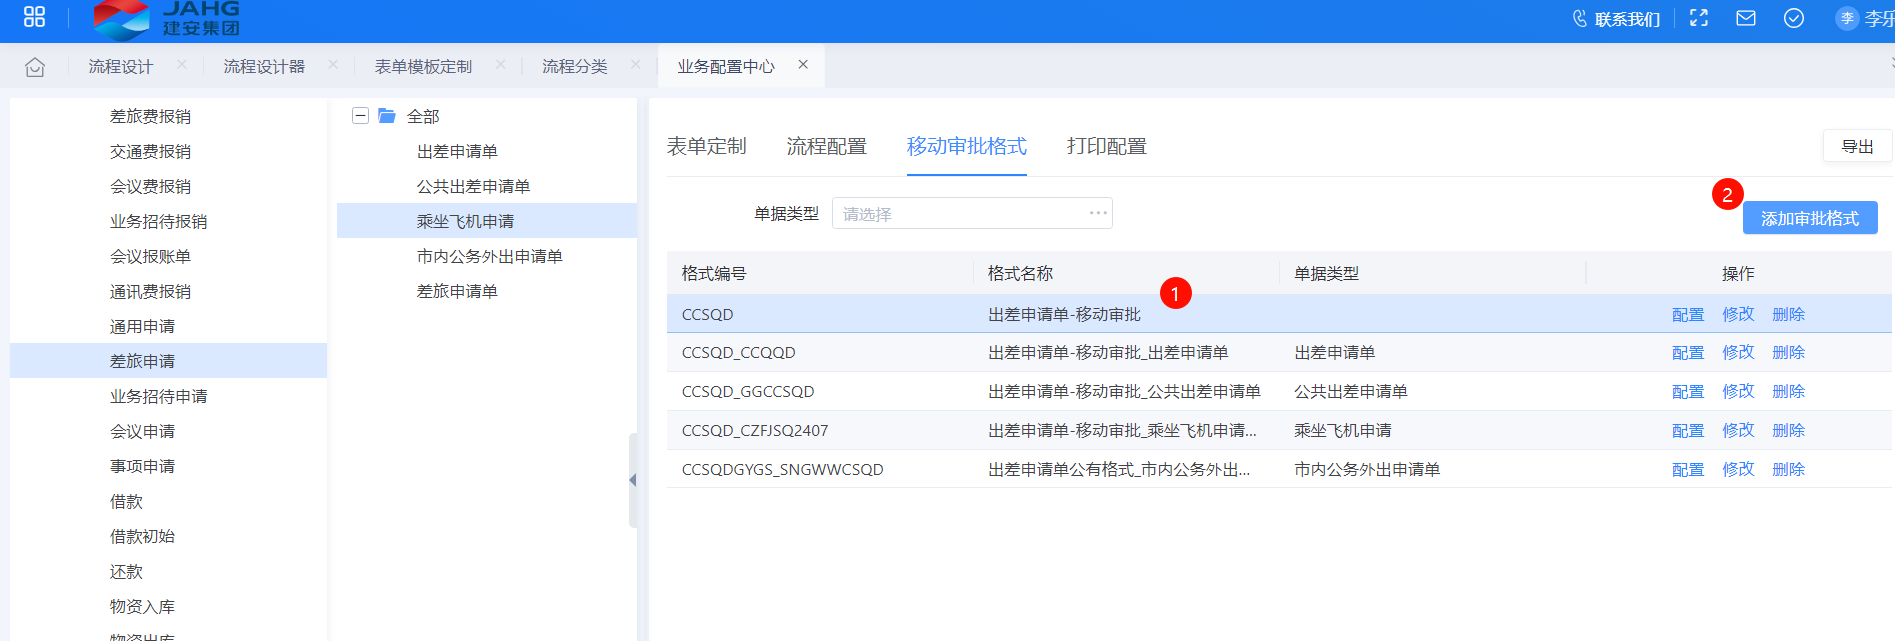 JAHG
建安集团
联系我们
李
李乐
流程设计
流程设计器
表单模板定制
流程分类
业务配置中心
差旅费报销
交通费报销
会议费报销
业务招待报销
会议报账单
通讯费报销
通用申请
差旅申请
业务招待申请
会议申请
事项申请
借款
借款初始
还款
物资入库
物资出库
全部
出差申请单
公共出差申请单
乘坐飞机申请
市内公务外出申请单
差旅申请单
表单定制 流程配置 移动审批格式 打印配置
导出
单据类型 请选择 ···
2
添加审批格式
格式编号 格式名称 单据类型 操作
1
CCSQD 出差申请单-移动审批 配置 修改 删除
CCSQD_CCQQD 出差申请单-移动审批_出差申请单 出差申请单 配置 修改 删除
CCSQD_GGCCSQD 出差申请单-移动审批_公共出差申请单 公共出差申请单 配置 修改 删除
CCSQD_CZFJSQ2407 出差申请单-移动审批_乘坐飞机申请... 乘坐飞机申请 配置 修改 删除
CCSQDGYGS_SNGWWCSQD 出差申请单公有格式_市内公务外出... 市内公务外出申请单 配置 修改 删除